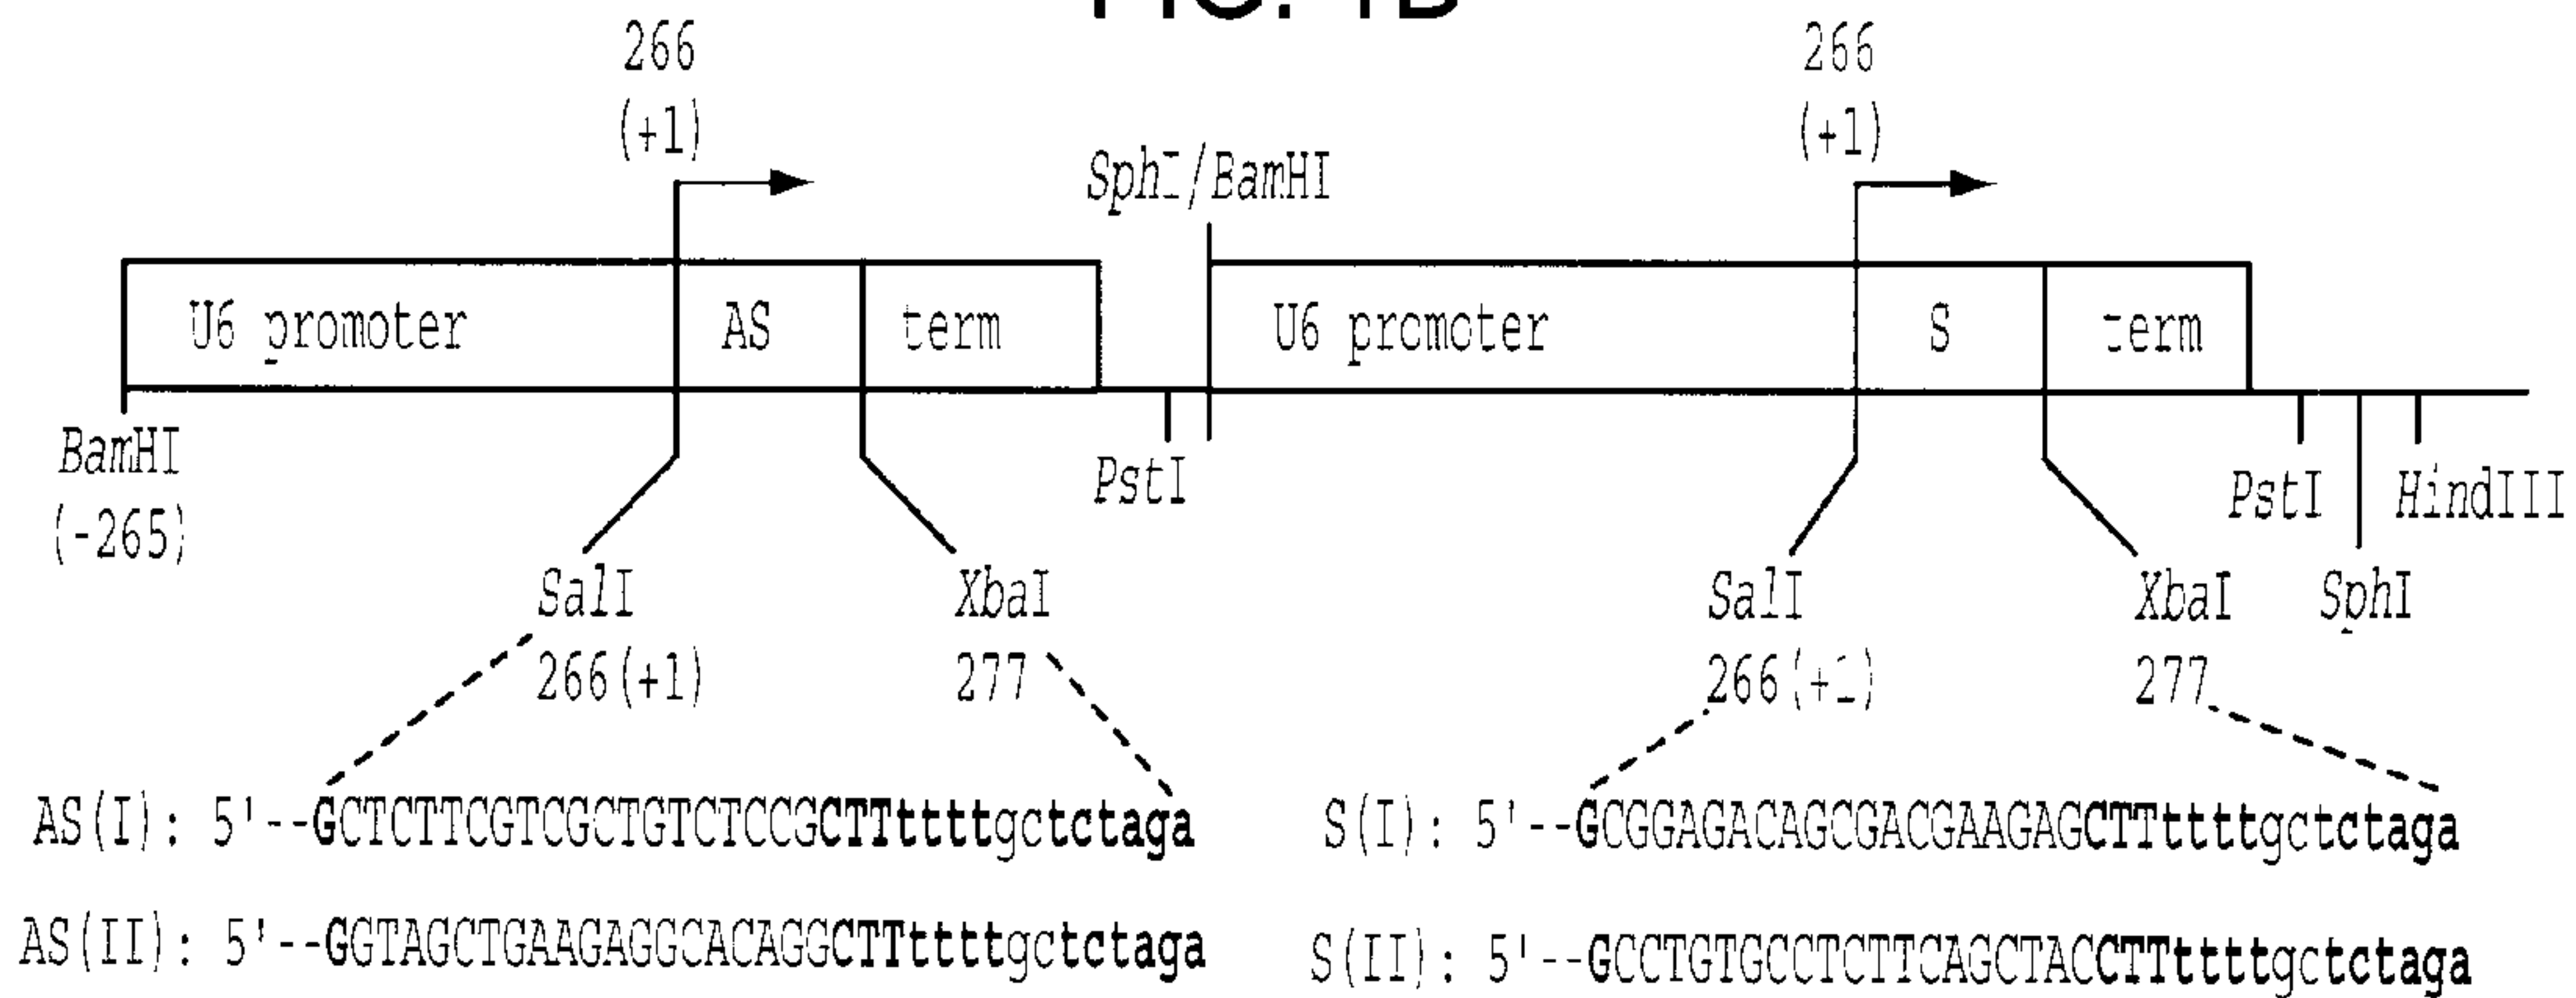 FIG. 1B
266 266
(+1) (+1)
SphI/BamHI
U6 promoter AS term U6 promoter S term
BamHI
(-265)
PstI PstI HindIII
SalI XbaI SalI XbaI SphI
266(+1) 277 266(+1) 277
AS(I): 5'--GCTCTTCGTCGCTGTCTCCGCTTttttgctctaga S(I): 5'--GCGGAGACAGCGACGAAGAGCTTttttgctctaga
AS(II): 5'--GGTAGCTGAAGAGGCACAGGCTTttttgctctaga S(II): 5'--GCCTGTGCCTCTTCAGCTACCTTttttgctctaga